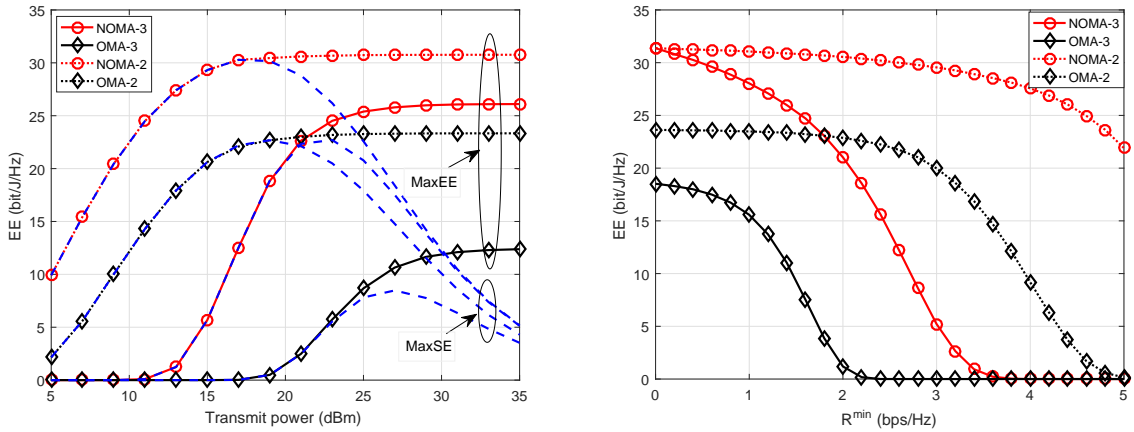 NOMA-3
OMA-3
NOMA-2
OMA-2
MaxEE
MaxSE
EE (bit/J/Hz)
35
30
25
20
15
10
5
0
5 10 15 20 25 30 35
Transmit power (dBm)
NOMA-3
OMA-3
NOMA-2
OMA-2
EE (bit/J/Hz)
35
30
25
20
15
10
5
0
0 1 2 3 4 5
R^min (bps/Hz)